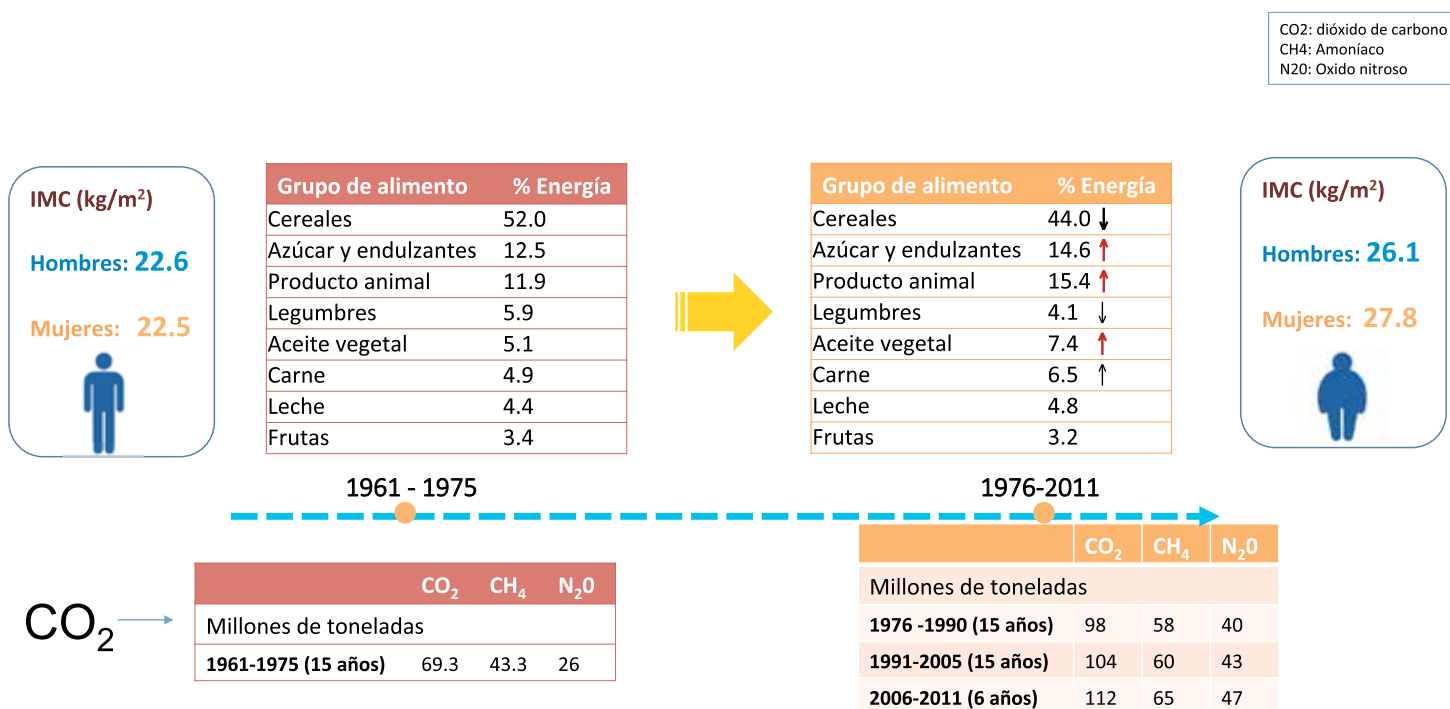 CO2: dióxido de carbono
CH4: Amoníaco
N20: Oxido nitroso
IMC (kg/m²)
Hombres: 22.6
Mujeres: 22.5
Grupo de alimento % Energía
Cereales 52.0
Azúcar y endulzantes 12.5
Producto animal 11.9
Legumbres 5.9
Aceite vegetal 5.1
Carne 4.9
Leche 4.4
Frutas 3.4
Grupo de alimento % Energía
Cereales 44.0 ↓
Azúcar y endulzantes 14.6 ↑
Producto animal 15.4 ↑
Legumbres 4.1 ↓
Aceite vegetal 7.4 ↑
Carne 6.5 ↑
Leche 4.8
Frutas 3.2
IMC (kg/m²)
Hombres: 26.1
Mujeres: 27.8
1961 - 1975
1976-2011
CO₂
CO₂ CH₄ N₂0
Millones de toneladas
1961-1975 (15 años) 69.3 43.3 26
CO₂ CH₄ N₂0
Millones de toneladas
1976 -1990 (15 años) 98 58 40
1991-2005 (15 años) 104 60 43
2006-2011 (6 años) 112 65 47